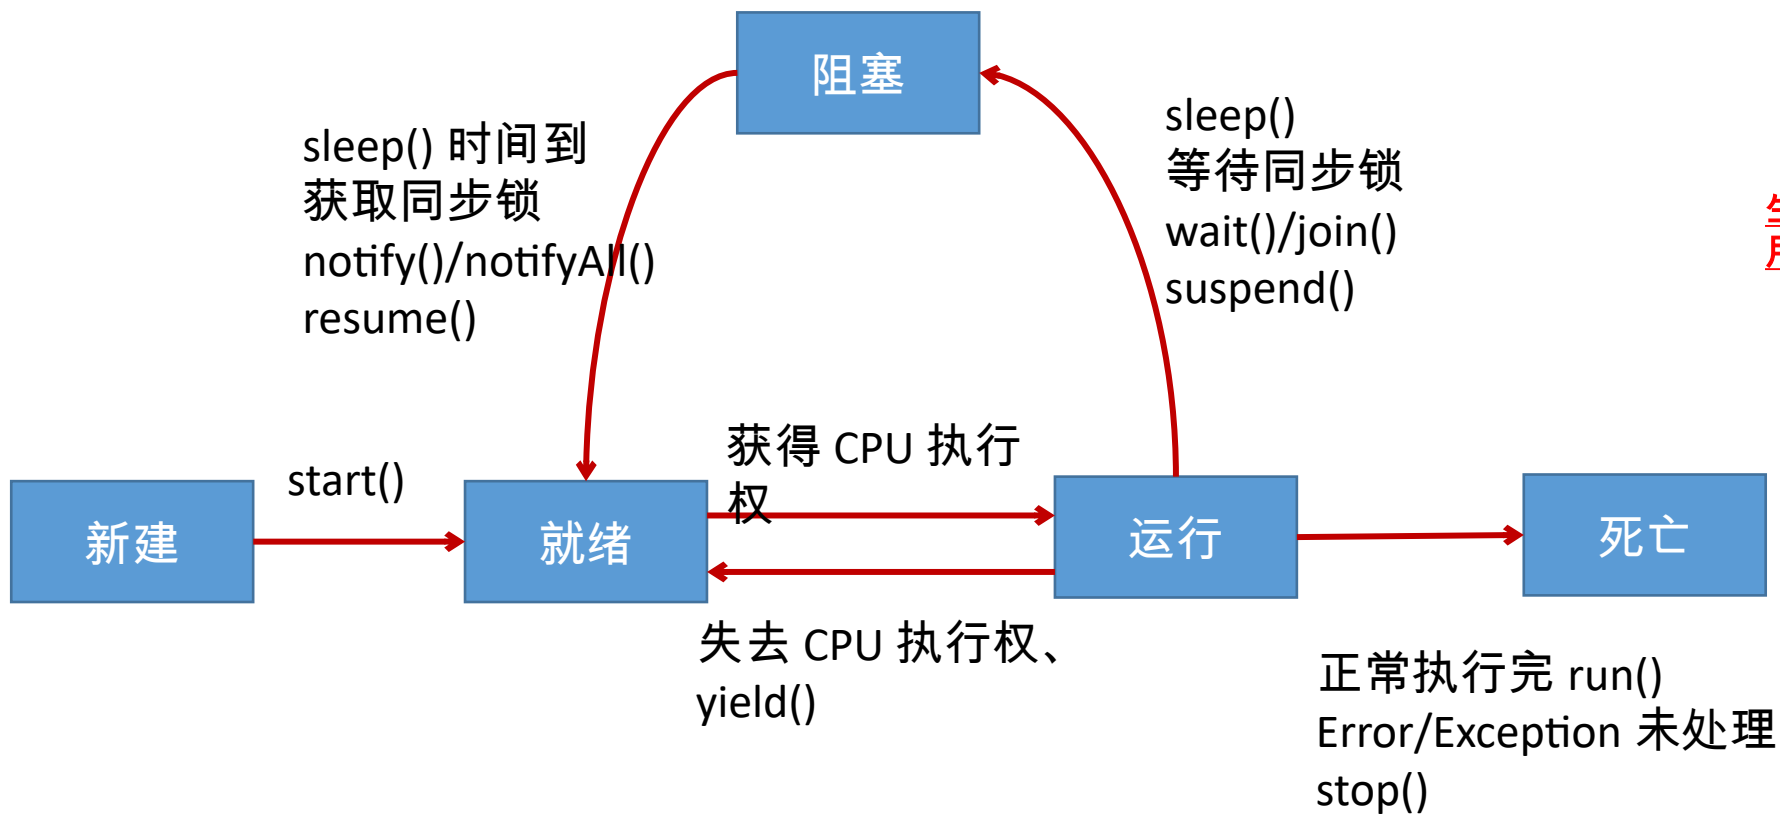 阻塞
sleep() 时间到
获取同步锁
notify()/notifyAll()
resume()
sleep()
等待同步锁
wait()/join()
suspend()
start()
获得 CPU 执行
权
新建
就绪
运行
死亡
失去 CPU 执行权、
yield()
正常执行完 run()
Error/Exception 未处理
stop()